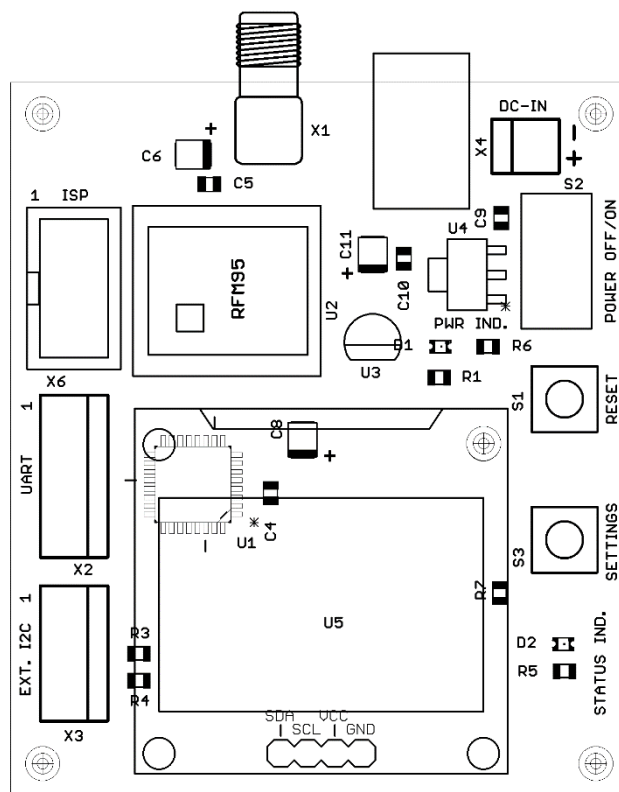 DC-IN
+
X1
C6
X4
-
+
C5
S2
1 ISP
C9
U4
C11
POWER OFF/ON
RFM95
U2
+
C10
*
PWR IND.
D1
R6
U3
X6
R1
S1
RESET
1
UART
C8
+
C4
*
U1
S3
SETTINGS
X2
R7
EXT. I2C 1
U5
R3
D2
R5
STATUS IND.
R4
SDA
VCC
SCL
GND
X3